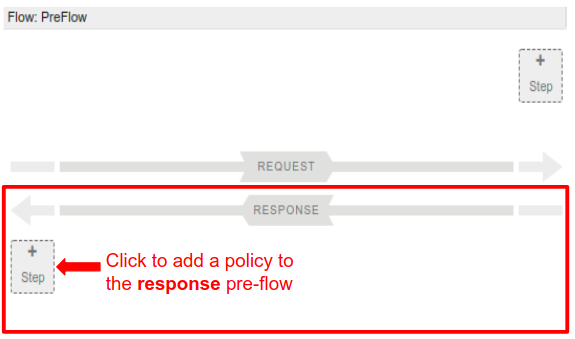 Flow: PreFlow
+
Step
REQUEST
RESPONSE
+
Step
Click to add a policy to
the response pre-flow